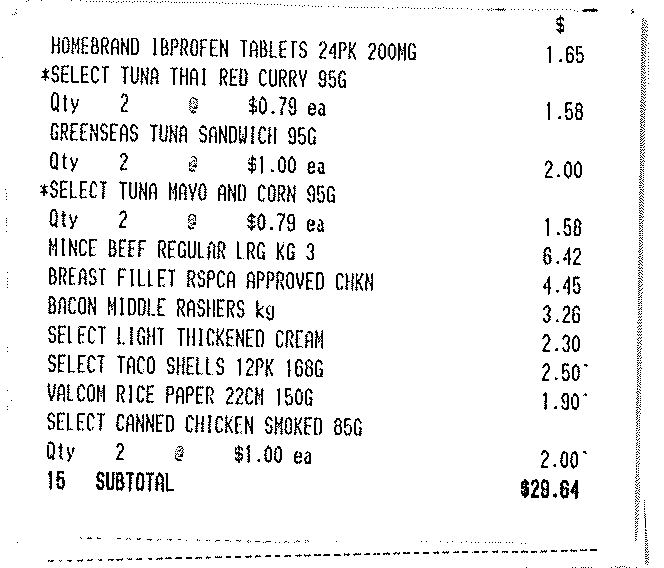 $
HOMEBRAND IBPROFEN TABLETS 24PK 200MG 1.65
*SELECT TUNA THAI RED CURRY 95G
Qty 2 @ $0.79 ea 1.58
GREENSEAS TUNA SANDWICH 95G
Qty 2 @ $1.00 ea 2.00
*SELECT TUNA MAYO AND CORN 95G
Qty 2 @ $0.79 ea 1.58
MINCE BEEF REGULAR LRG KG 3 6.42
BREAST FILLET RSPCA APPROVED CHKN 4.45
BACON MIDDLE RASHERS kg 3.26
SELECT LIGHT THICKENED CREAM 2.30
SELECT TACO SHELLS 12PK 168G 2.50
VALCOM RICE PAPER 22CM 150G 1.90
SELECT CANNED CHICKEN SMOKED 85G
Qty 2 @ $1.00 ea 2.00
15 SUBTOTAL $29.64